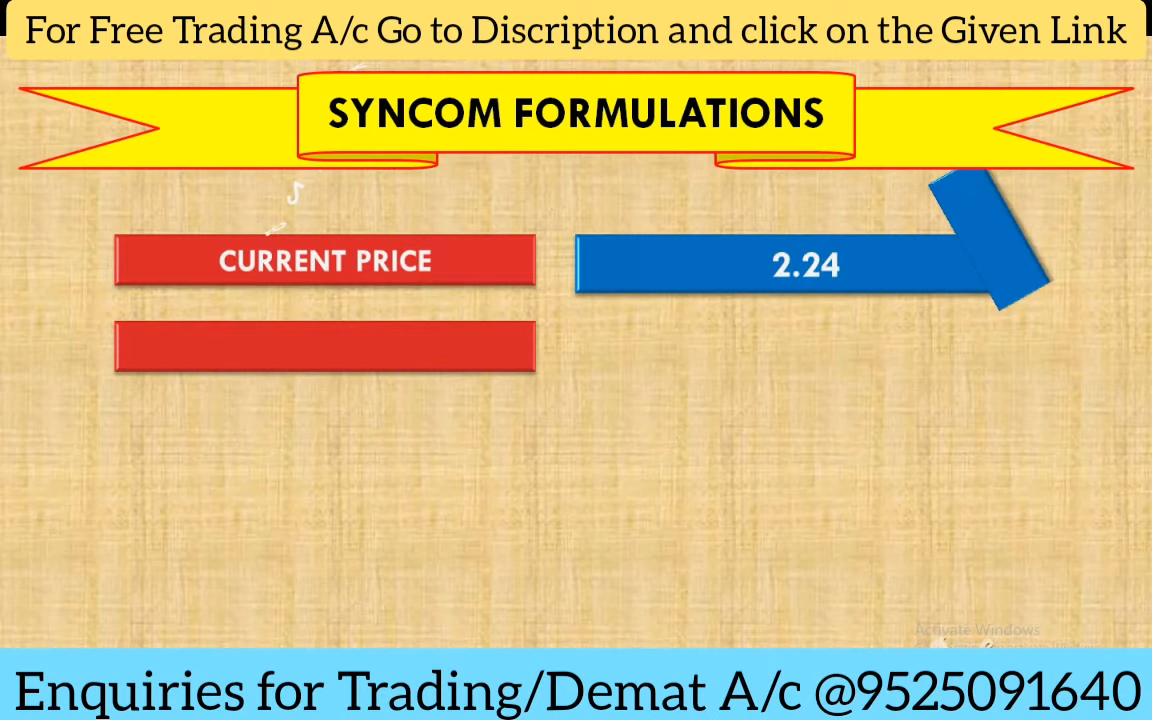 For Free Trading A/c Go to Discription and click on the Given Link
SYNCOM FORMULATIONS
CURRENT PRICE
2.24
Activate Windows
Enquiries for Trading/Demat A/c @9525091640